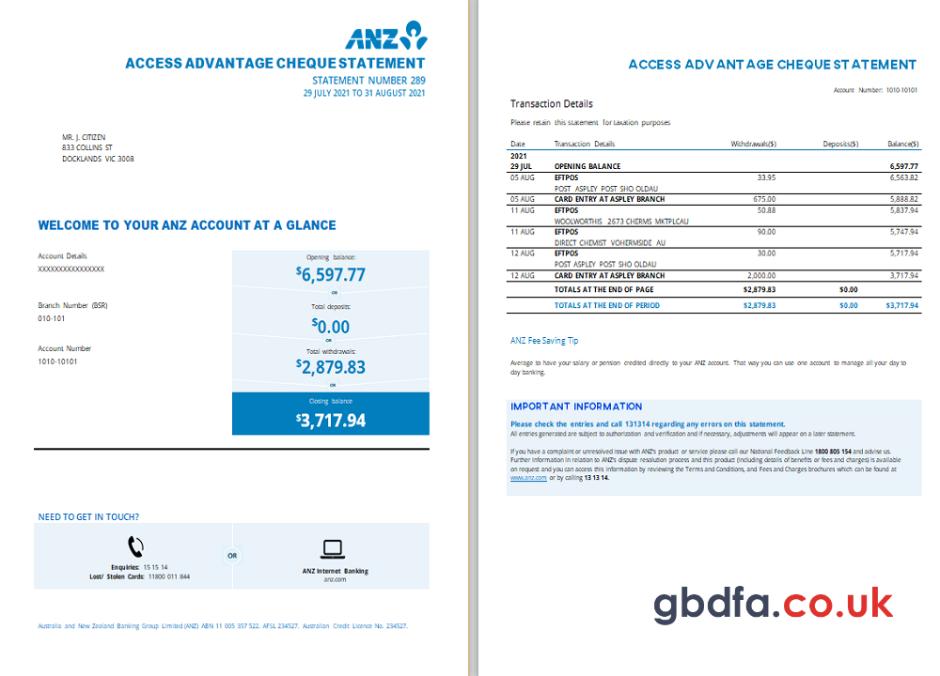 ANZ
ACCESS ADVANTAGE CHEQUE STATEMENT
STATEMENT NUMBER 289
29 JULY 2021 TO 31 AUGUST 2021
MR. J. CITIZEN
833 COLLINS ST
DOCKLANDS VIC 3008
WELCOME TO YOUR ANZ ACCOUNT AT A GLANCE
Account Details
XXXXXXXXXXXXXXXX
Branch Number (BSR)
010-101
Account Number
1010-10101
Opening balance:
$6,597.77
OR
Total deposits:
$0.00
OR
Total withdrawals:
$2,879.83
OR
Closing balance
$3,717.94
NEED TO GET IN TOUCH?
Enquiries: 15 15 14
Lost/ Stolen Cards: 11800 011 844
OR
ANZ Internet Banking
anz.com
Australia and New Zealand Banking Group Limited (ANZ) ABN 11 005 357 522. AFSL 234527. Australian Credit Licence No. 234527.
ACCESS ADVANTAGE CHEQUE STATEMENT
Account Number: 1010-10101
Transaction Details
Please retain this statement for taxation purposes
Date Transaction Details Withdrawals($) Deposits($) Balance($)
2021
29 JUL OPENING BALANCE 6,597.77
05 AUG EFTPOS 33.95 6,563.82
POST ASPLEY POST SHO OLDAU
05 AUG CARD ENTRY AT ASPLEY BRANCH 675.00 5,888.82
11 AUG EFTPOS 50.88 5,837.94
WOOLWORTHIS 2673 CHERMS MKTPLCAU
11 AUG EFTPOS 90.00 5,747.94
DIRECT CHEMIST VOHERMSIDE AU
12 AUG EFTPOS 30.00 5,717.94
POST ASPLEY POST SHO OLDAU
12 AUG CARD ENTRY AT ASPLEY BRANCH 2,000.00 3,717.94
TOTALS AT THE END OF PAGE $2,879.83 $0.00
TOTALS AT THE END OF PERIOD $2,879.83 $0.00 $3,717.94
ANZ Fee Saving Tip
Average to have your salary or pension credited directly to your ANZ account. That way you can use one account to manage all your day to
day banking.
IMPORTANT INFORMATION
Please check the entries and call 131314 regarding any errors on this statement.
All entries generated are subject to authorization and verification and if necessary, adjustments will appear on a later statement.
If you have a complaint or unresolved issue with ANZ's product or service please call our National Feedback Line 1800 805 154 and advise us.
Further information in relation to ANZ's dispute resolution process and this product (including details of benefits or fees and charges) is available
on request and you can access this information by reviewing the Terms and Conditions, and Fees and Charges brochures which can be found at
www.anz.com or by calling 13 13 14.
gbdfa.co.uk